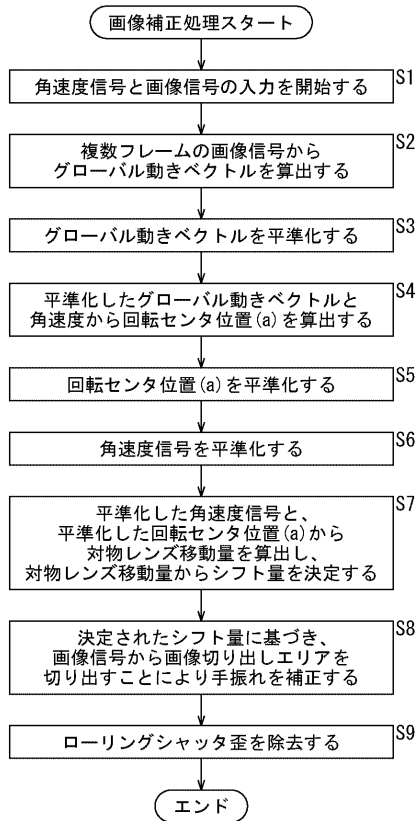 画像補正処理スタート
S1
角速度信号と画像信号の入力を開始する
S2
複数フレームの画像信号から
グローバル動きベクトルを算出する
S3
グローバル動きベクトルを平準化する
S4
平準化したグローバル動きベクトルと
角速度から回転センタ位置(a)を算出する
S5
回転センタ位置(a)を平準化する
S6
角速度信号を平準化する
S7
平準化した角速度信号と、
平準化した回転センタ位置(a)から
対物レンズ移動量を算出し、
対物レンズ移動量からシフト量を決定する
S8
決定されたシフト量に基づき、
画像信号から画像切り出しエリアを
切り出すことにより手振れを補正する
S9
ローリングシャッタ歪を除去する
エンド